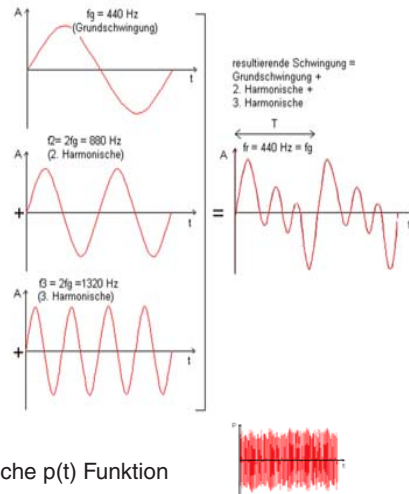 A
fg = 440 Hz
(Grundschwingung)
t
+
A
f2= 2fg = 880 Hz
(2. Harmonische)
t
+
A
f3 = 2fg =1320 Hz
(3. Harmonische)
t
=
resultierende Schwingung =
Grundschwingung +
2. Harmonische +
3. Harmonische
T
A
fr = 440 Hz = fg
t
che p(t) Funktion
P
t